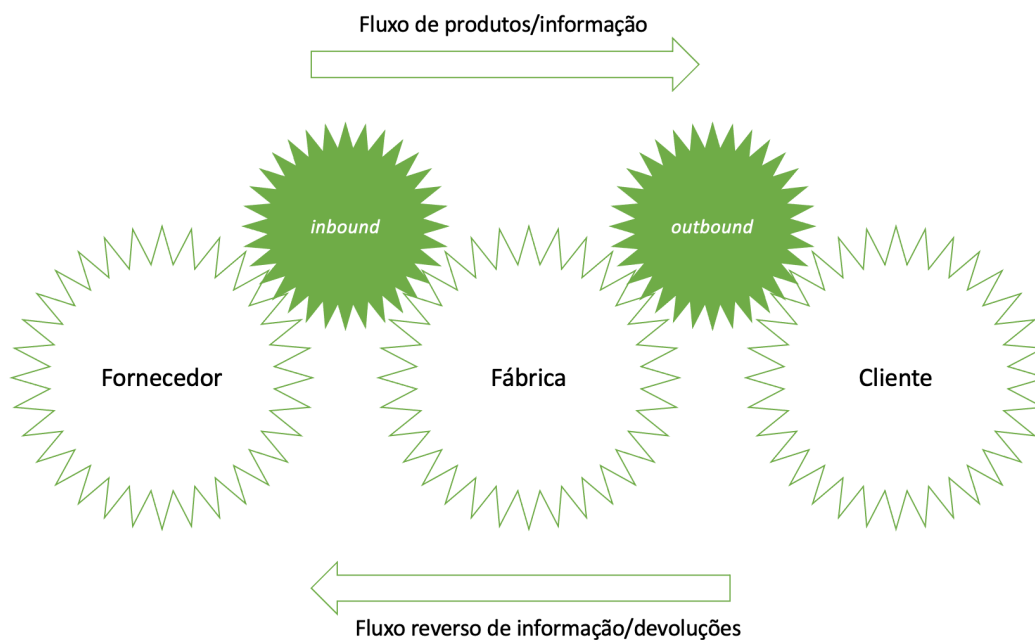 Fluxo de produtos/informação
inbound
outbound
Fornecedor
Fábrica
Cliente
Fluxo reverso de informação/devoluções